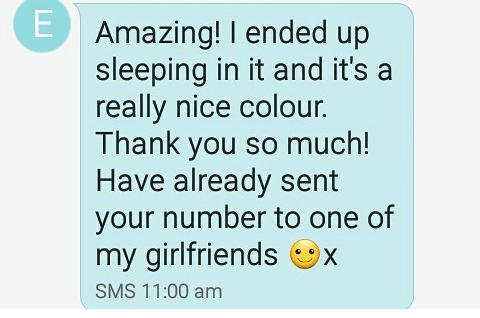 E
Amazing! I ended up
sleeping in it and it's a
really nice colour.
Thank you so much!
Have already sent
your number to one of
my girlfriends 🙂x
SMS 11:00 am